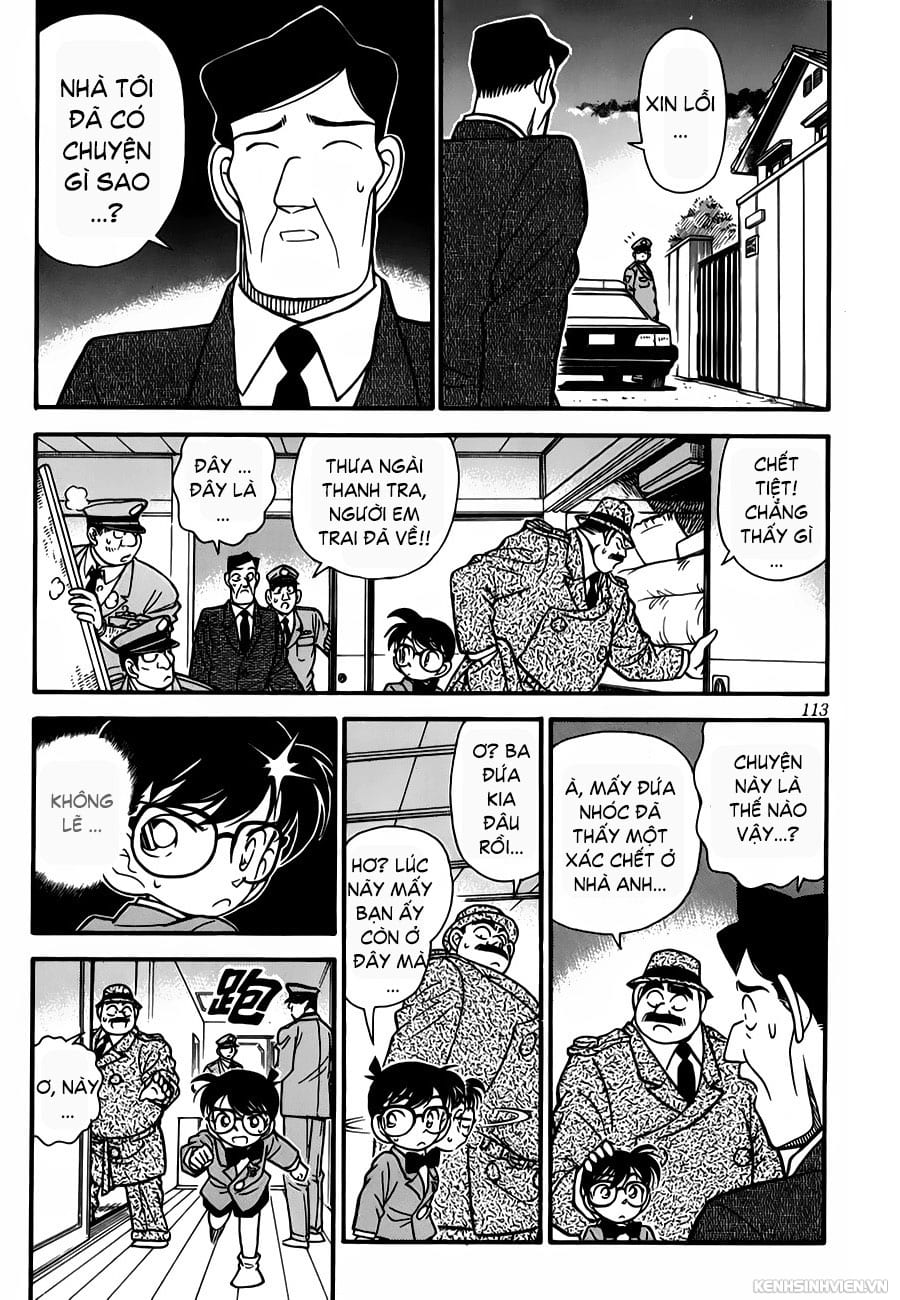 XIN LỖI
...
NHÀ TÔI
ĐÃ CÓ
CHUYỆN
GÌ SAO
...?
CHẾT
TIỆT!
CHẲNG
THẤY GÌ
...
THƯA NGÀI
THANH TRA,
NGƯỜI EM
TRAI ĐÃ VỀ!!
ĐÂY ...
ĐÂY LÀ
...
113
CHUYỆN
NÀY LÀ
THẾ NÀO
VẬY...?
À, MẤY ĐỨA
NHÓC ĐÃ
THẤY MỘT
XÁC CHẾT Ở
NHÀ ANH...
Ơ? BA
ĐỨA
KIA
ĐÂU
RỒI...
HƠ? LÚC
NÀY MẤY
BẠN ẤY
CÒN Ở
ĐÂY MÀ
...
KHÔNG
LẼ ...
跑
Ơ, NÀY
...
KENHSINHVIEN.VN